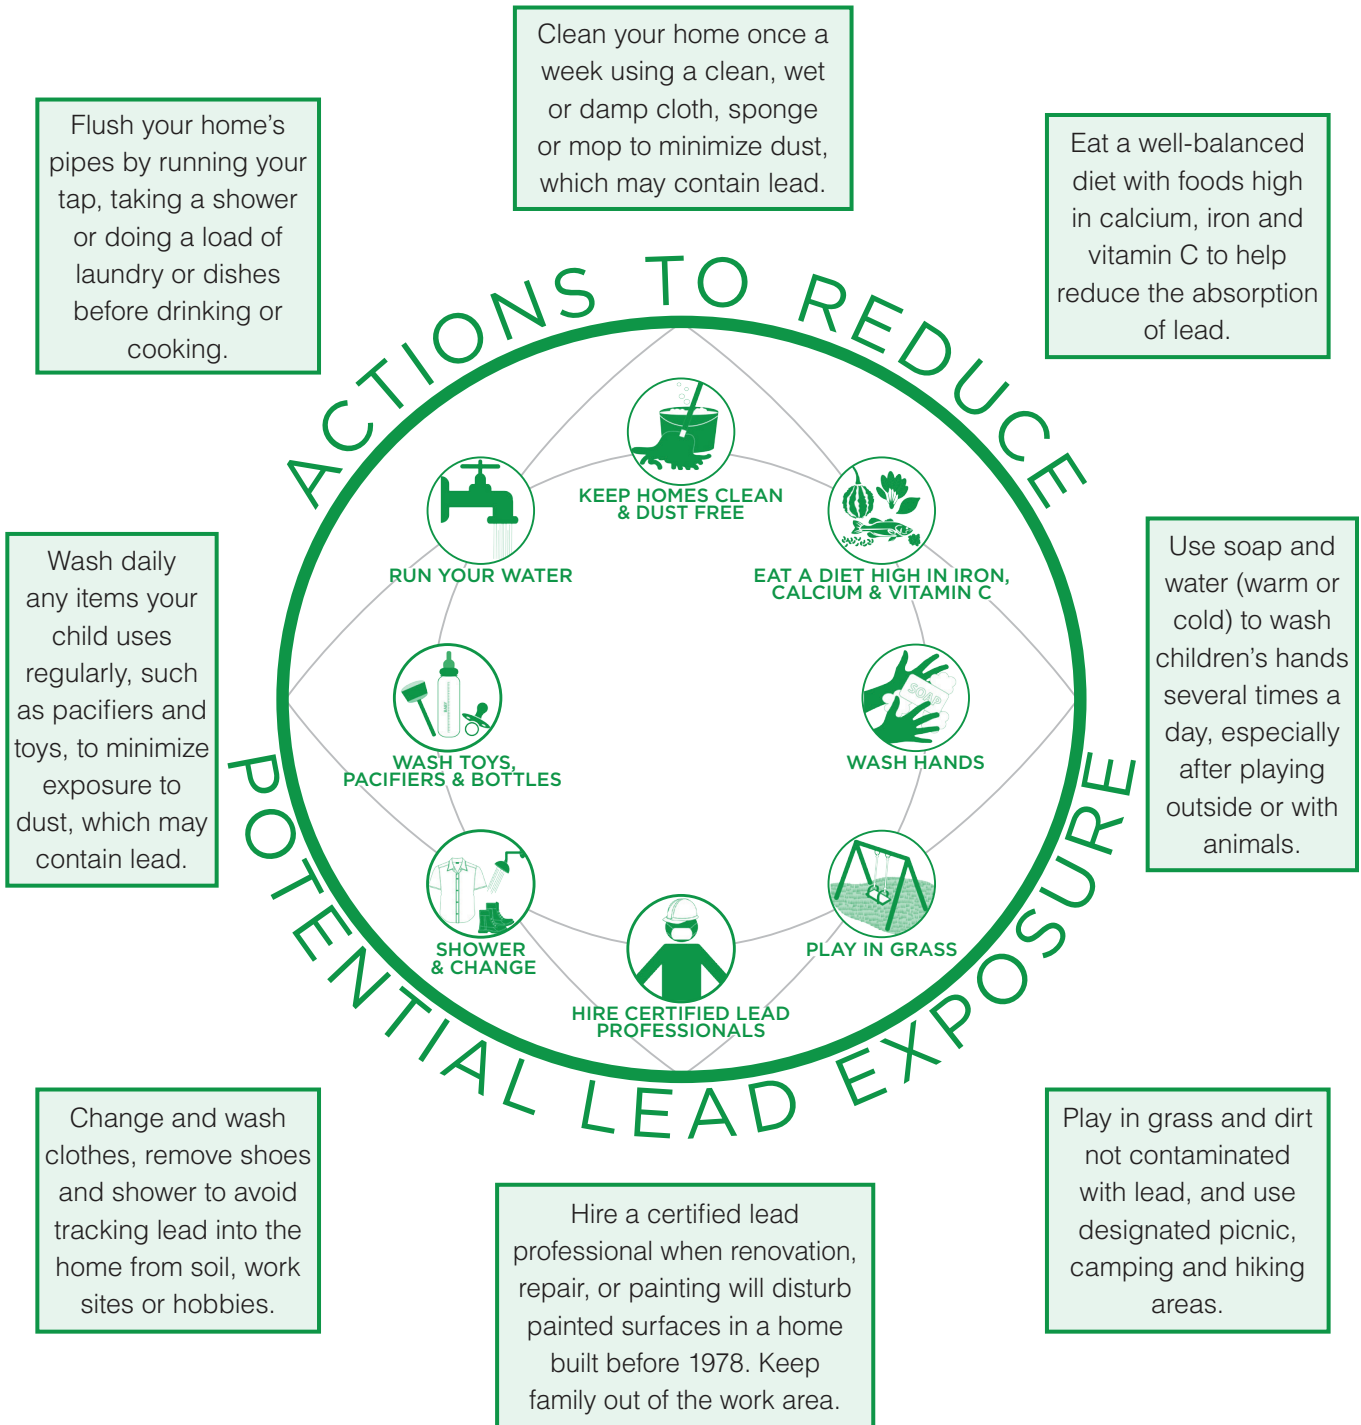 Clean your home once a
week using a clean, wet
or damp cloth, sponge
or mop to minimize dust,
which may contain lead.
Flush your home's
pipes by running your
tap, taking a shower
or doing a load of
laundry or dishes
before drinking or
cooking.
Eat a well-balanced
diet with foods high
in calcium, iron and
vitamin C to help
reduce the absorption
of lead.
ACTIONS TO REDUCE
POTENTIAL LEAD EXPOSURE
KEEP HOMES CLEAN
& DUST FREE
RUN YOUR WATER
EAT A DIET HIGH IN IRON,
CALCIUM & VITAMIN C
WASH TOYS,
PACIFIERS & BOTTLES
SOAP
WASH HANDS
SHOWER
& CHANGE
HIRE CERTIFIED LEAD
PROFESSIONALS
PLAY IN GRASS
Wash daily
any items your
child uses
regularly, such
as pacifiers and
toys, to minimize
exposure to
dust, which may
contain lead.
Use soap and
water (warm or
cold) to wash
children's hands
several times a
day, especially
after playing
outside or with
animals.
Change and wash
clothes, remove shoes
and shower to avoid
tracking lead into the
home from soil, work
sites or hobbies.
Hire a certified lead
professional when renovation,
repair, or painting will disturb
painted surfaces in a home
built before 1978. Keep
family out of the work area.
Play in grass and dirt
not contaminated
with lead, and use
designated picnic,
camping and hiking
areas.